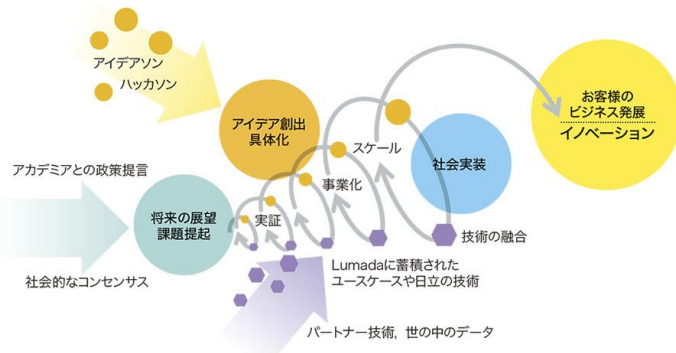 アイデアソン
ハッカソン
アイデア創出
具体化
お客様の
ビジネス発展
イノベーション
スケール
社会実装
事業化
アカデミアとの政策提言
将来の展望
課題提起
実証
技術の融合
社会的なコンセンサス
Lumadaに蓄積された
ユースケースや日立の技術
パートナー技術，世の中のデータ